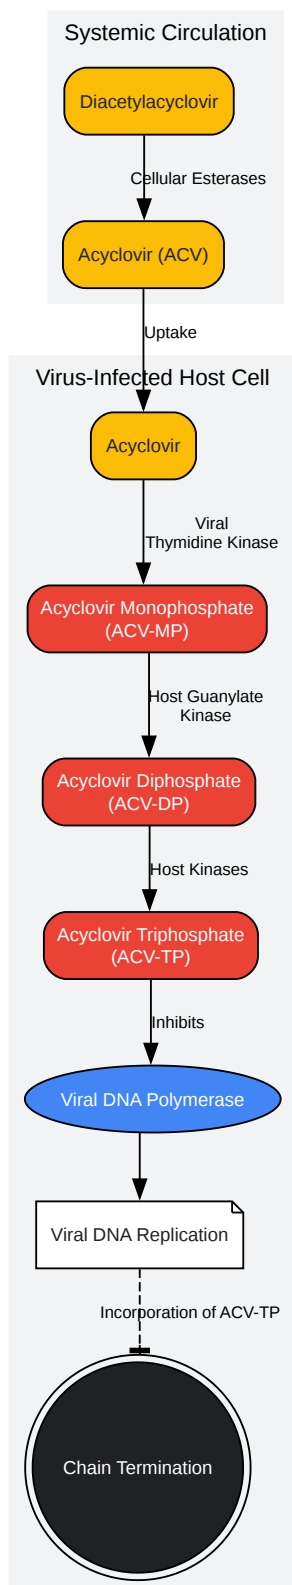 Systemic Circulation
Diacetylacyclovir
Cellular Esterases
Acyclovir (ACV)
Uptake
Virus-Infected Host Cell
Acyclovir
Viral
Thymidine Kinase
Acyclovir Monophosphate
(ACV-MP)
Host Guanylate
Kinase
Acyclovir Diphosphate
(ACV-DP)
Host Kinases
Acyclovir Triphosphate
(ACV-TP)
Inhibits
Viral DNA Polymerase
Viral DNA Replication
Incorporation of ACV-TP
Chain Termination